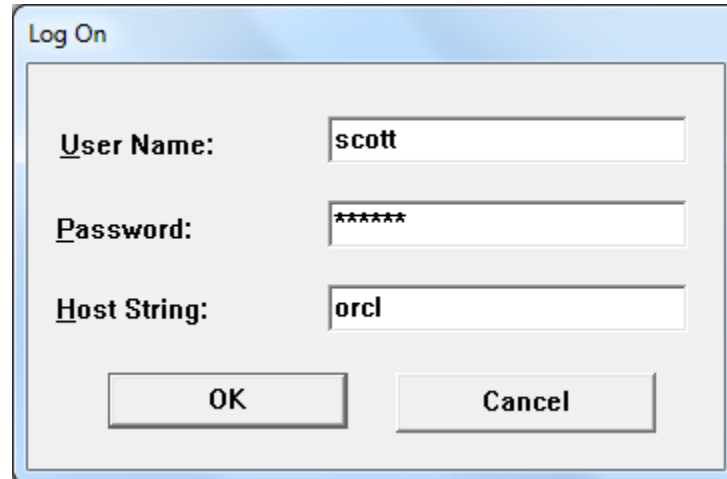 Log On
User Name: scott
Password: ******
Host String: orcl
OK Cancel